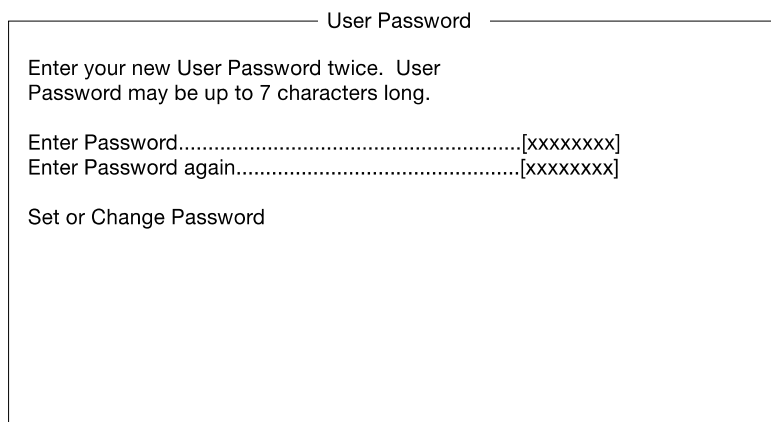 User Password
Enter your new User Password twice.  User
Password may be up to 7 characters long.
Enter Password..........................................................[xxxxxxxx]
Enter Password again................................................[xxxxxxxx]
Set or Change Password